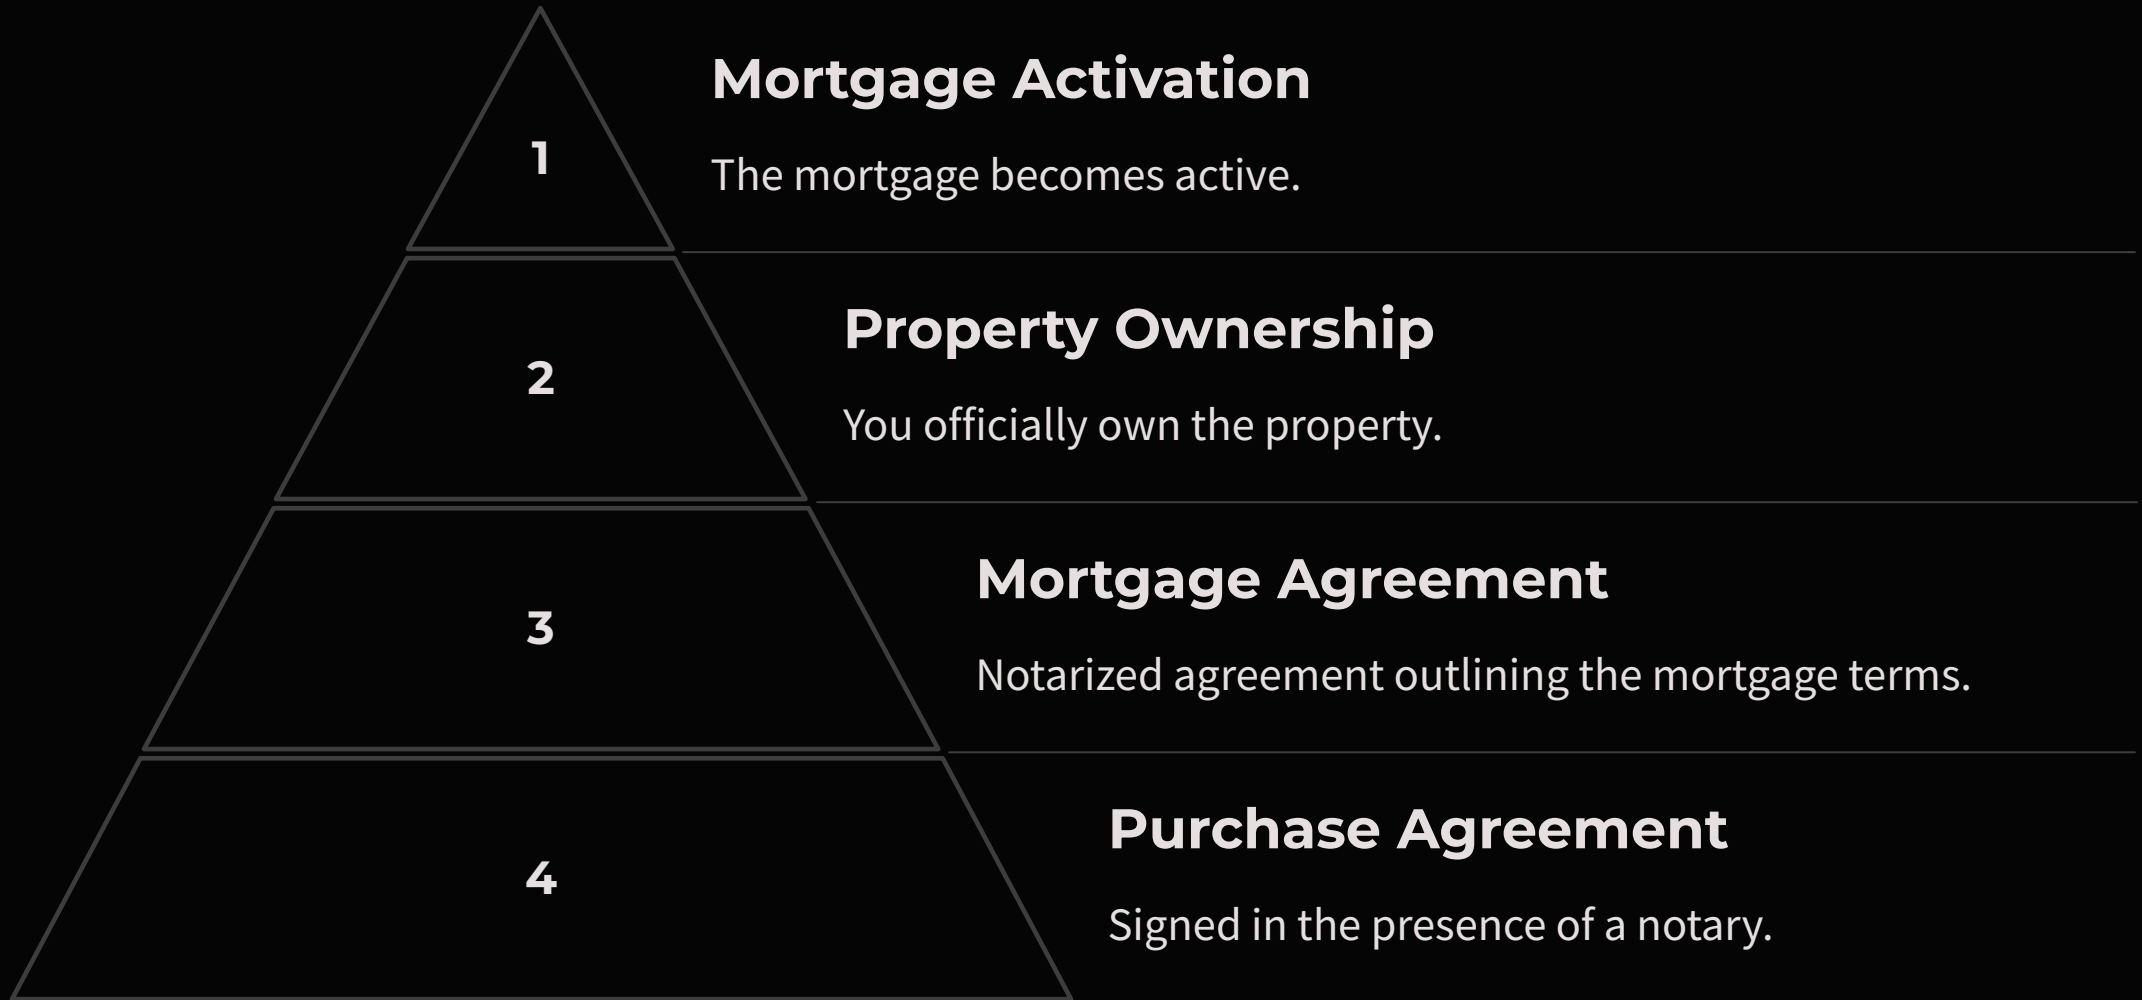 Mortgage Activation
1
The mortgage becomes active.
Property Ownership
2
You officially own the property.
Mortgage Agreement
3
Notarized agreement outlining the mortgage terms.
Purchase Agreement
4
Signed in the presence of a notary.